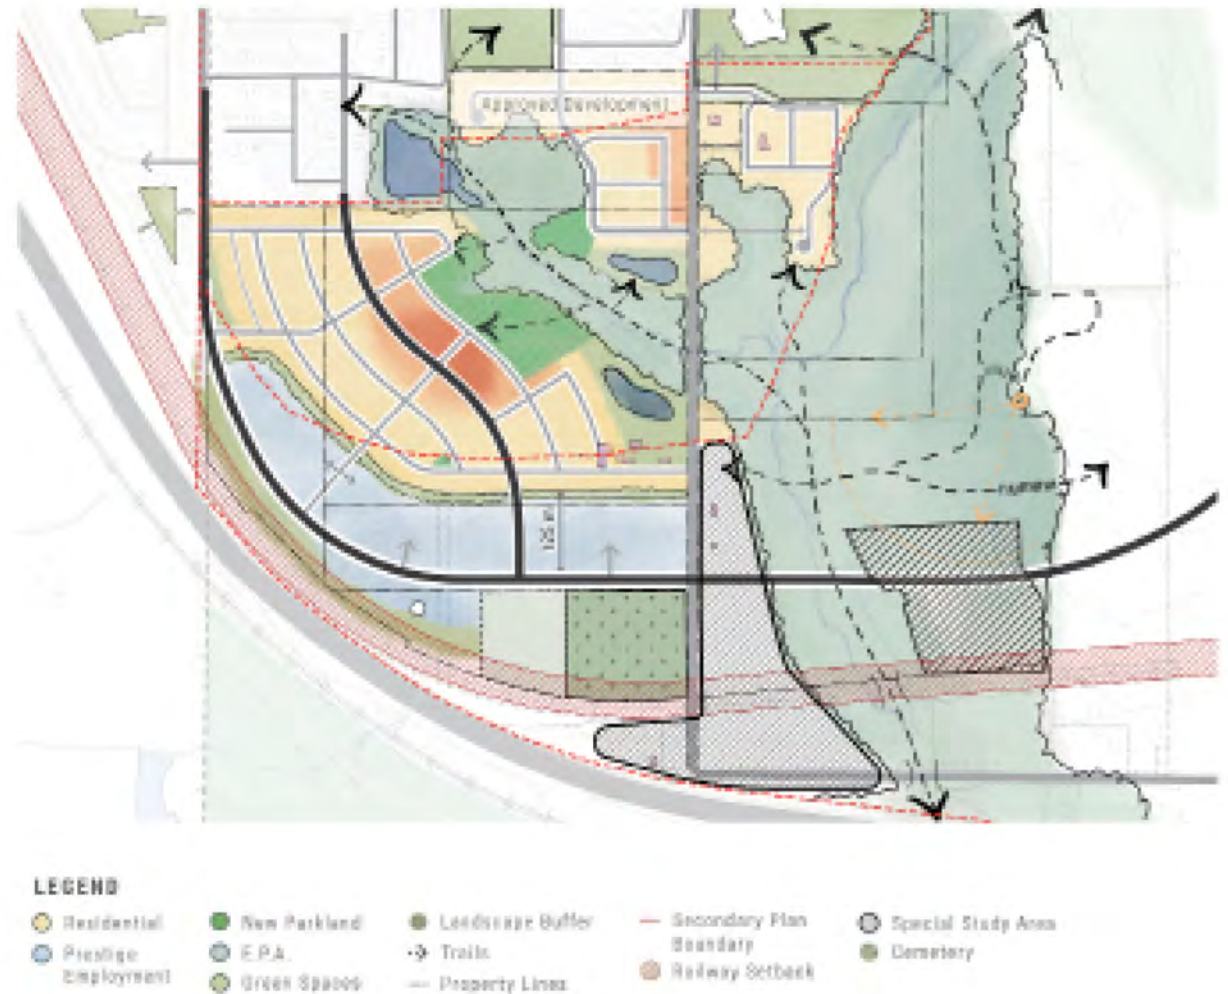 Approved Development
125 m
LEGEND
Residential
Prestige
Employment
New Parkland
E.P.A.
Green Spaces
Landscape Buffer
Trails
Property Lines
Secondary Plan
Boundary
Railway Setback
Special Study Area
Cemetery